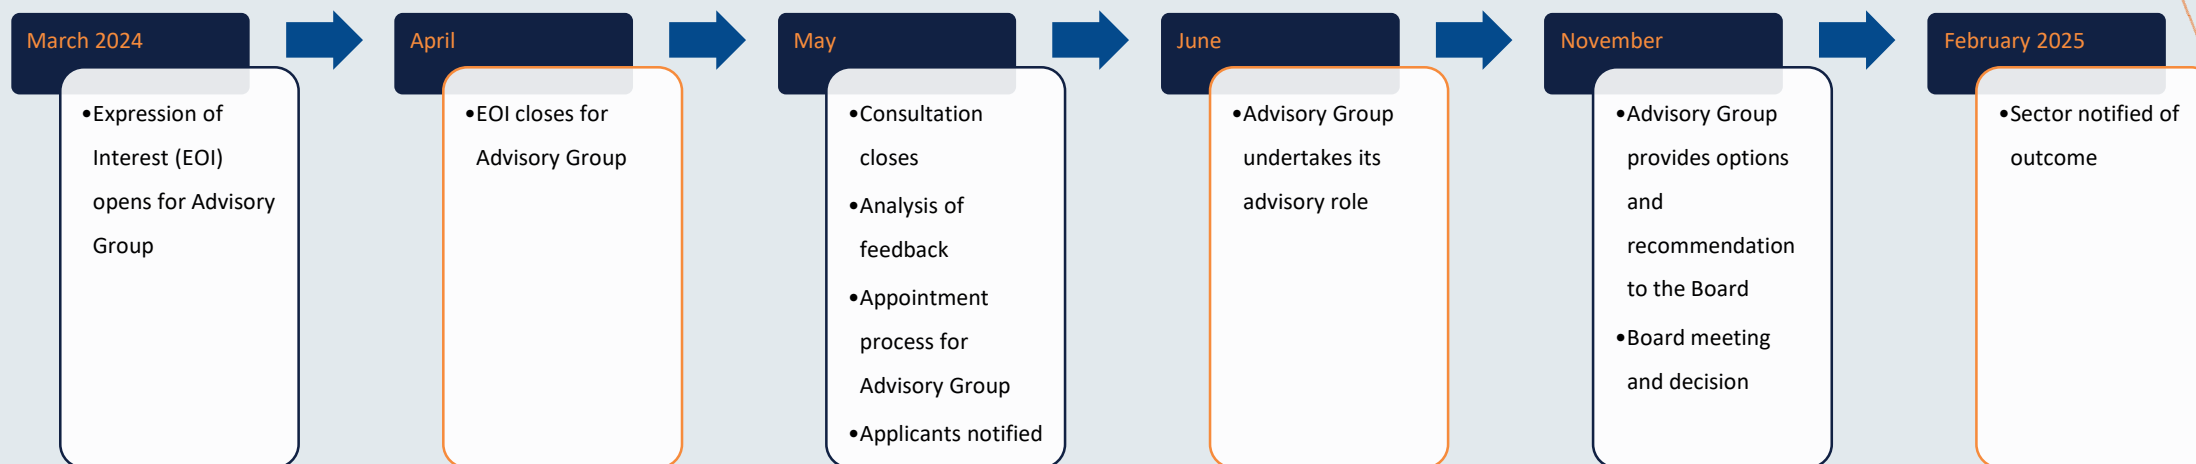 March 2024
•Expression of
Interest (EOI)
opens for Advisory
Group
April
•EOI closes for
Advisory Group
May
•Consultation
closes
•Analysis of
feedback
•Appointment
process for
Advisory Group
•Applicants notified
June
•Advisory Group
undertakes its
advisory role
November
•Advisory Group
provides options
and
recommendation
to the Board
•Board meeting
and decision
February 2025
•Sector notified of
outcome